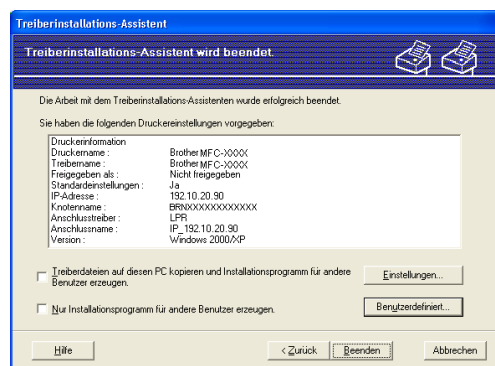 Treiberinstallations-Assistent
Treiberinstallations-Assistent wird beendet.
Die Arbeit mit dem Treiberinstallations-Assistenten wurde erfolgreich beendet.
Sie haben die folgenden Druckereinstellungen vorgegeben:
Druckerinformation
Druckername : Brother MFC-XXXX
Treibername : Brother MFC-XXXX
Freigegeben als : Nicht freigegeben
Standardeinstellungen : Ja
IP-Adresse : 192.10.20.90
Knotenname : BRNXXXXXXXXXXXX
Anschlusstreiber : LPR
Anschlussname : IP_192.10.20.90
Version : Windows 2000/XP
Treiberdateien auf diesen PC kopieren und Installationsprogramm für andere
Benutzer erzeugen.
Einstellungen...
Nur Installationsprogramm für andere Benutzer erzeugen.
Benutzerdefiniert...
Hilfe
< Zurück
Beenden
Abbrechen